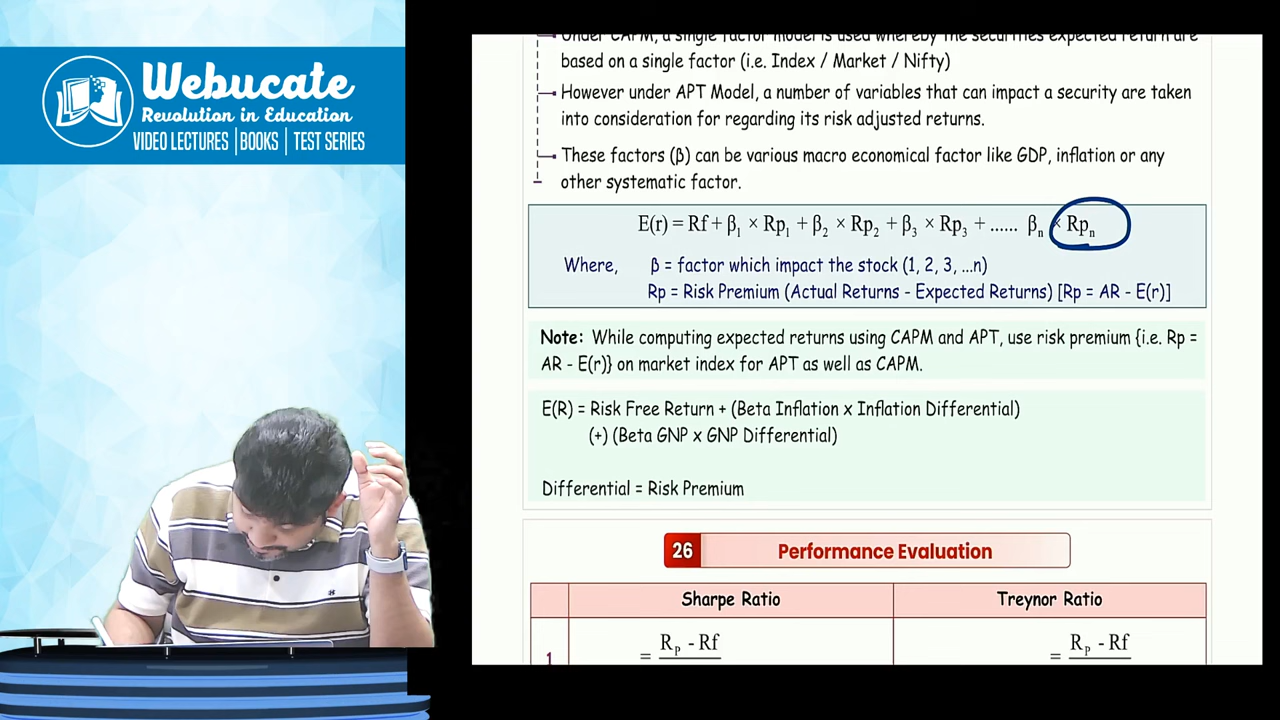 Webucate
Revolution in Education
VIDEO LECTURES | BOOKS | TEST SERIES
Under CAPM, a single factor model is used whereby the securities expected return are
based on a single factor (i.e. Index / Market / Nifty)
However under APT Model, a number of variables that can impact a security are taken
into consideration for regarding its risk adjusted returns.
These factors (β) can be various macro economical factor like GDP, inflation or any
other systematic factor.
E(r) = Rf + β₁ × Rp₁ + β₂ × Rp₂ + β₃ × Rp₃ + ...... βₙ × Rpₙ
Where, β = factor which impact the stock (1, 2, 3, ...n)
Rp = Risk Premium (Actual Returns - Expected Returns) [Rp = AR - E(r)]
Note: While computing expected returns using CAPM and APT, use risk premium {i.e. Rp =
AR - E(r)} on market index for APT as well as CAPM.
E(R) = Risk Free Return + (Beta Inflation x Inflation Differential)
(+) (Beta GNP x GNP Differential)
Differential = Risk Premium
26 Performance Evaluation
Sharpe Ratio Treynor Ratio
1 = R_P - Rf = R_P - Rf